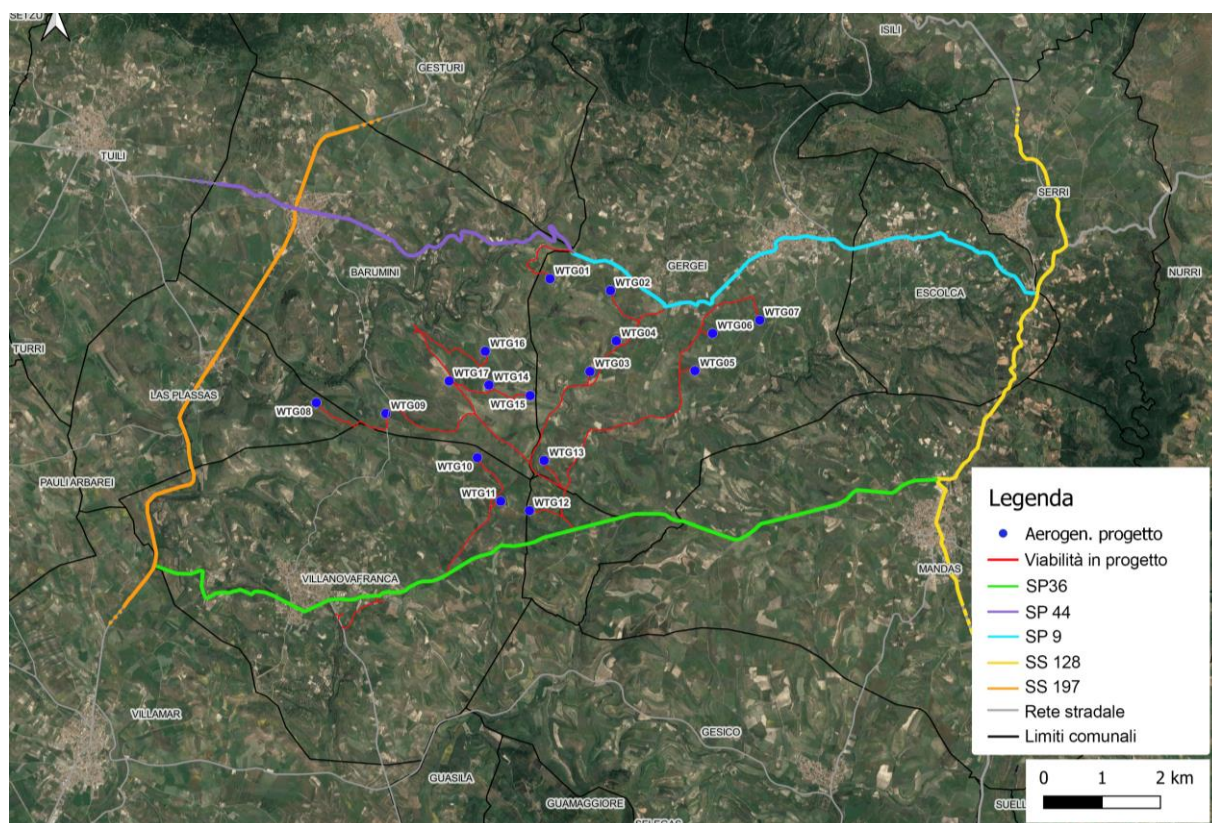 SETZU
ISILI
GESTURI
TUILI
SERRI
BARUMINI
GERGEI
NURRI
WTG01
WTG02
ESCOLCA
WTG07
WTG06
WTG04
TURRI
WTG16
WTG03
WTG05
WTG17
WTG14
LAS PLASSAS
WTG15
WTG08
WTG09
WTG10
WTG13
PAULI ARBAREI
WTG11
WTG12
MANDAS
VILLANOVAFRANCA
VILLAMAR
GESICO
GUASILA
GUAMAGGIORE
SELEGAS
SUELL
Legenda
Aerogen. progetto
Viabilità in progetto
SP36
SP 44
SP 9
SS 128
SS 197
Rete stradale
Limiti comunali
0 1 2 km